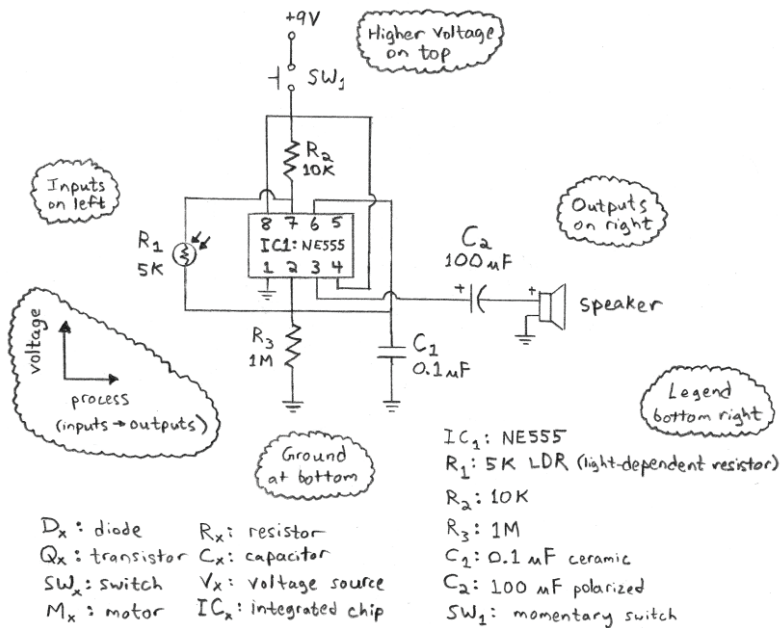 +9V
SW1
Higher Voltage
on top
R2
10K
Inputs
on left
R1
5K
8 7 6 5
IC1: NE555
1 2 3 4
Outputs
on right
C2
100 µF
+
+
Speaker
R3
1M
C1
0.1 µF
voltage
process
(inputs → outputs)
Ground
at bottom
Legend
bottom right
Dx: diode
Qx: transistor
SWx: switch
Mx: motor
Rx: resistor
Cx: capacitor
Vx: voltage source
ICx: integrated chip
IC1: NE555
R1: 5K LDR (light-dependent resistor)
R2: 10K
R3: 1M
C1: 0.1 µF ceramic
C2: 100 µF polarized
SW1: momentary switch